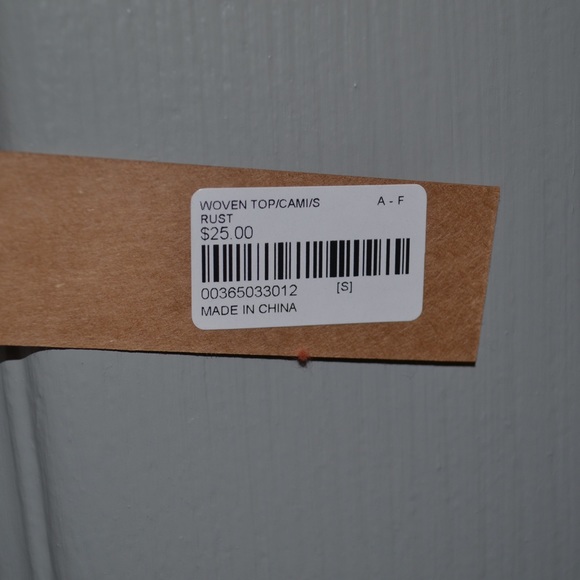 WOVEN TOP/CAMI/S A - F
RUST
$25.00
00365033012 [S]
MADE IN CHINA